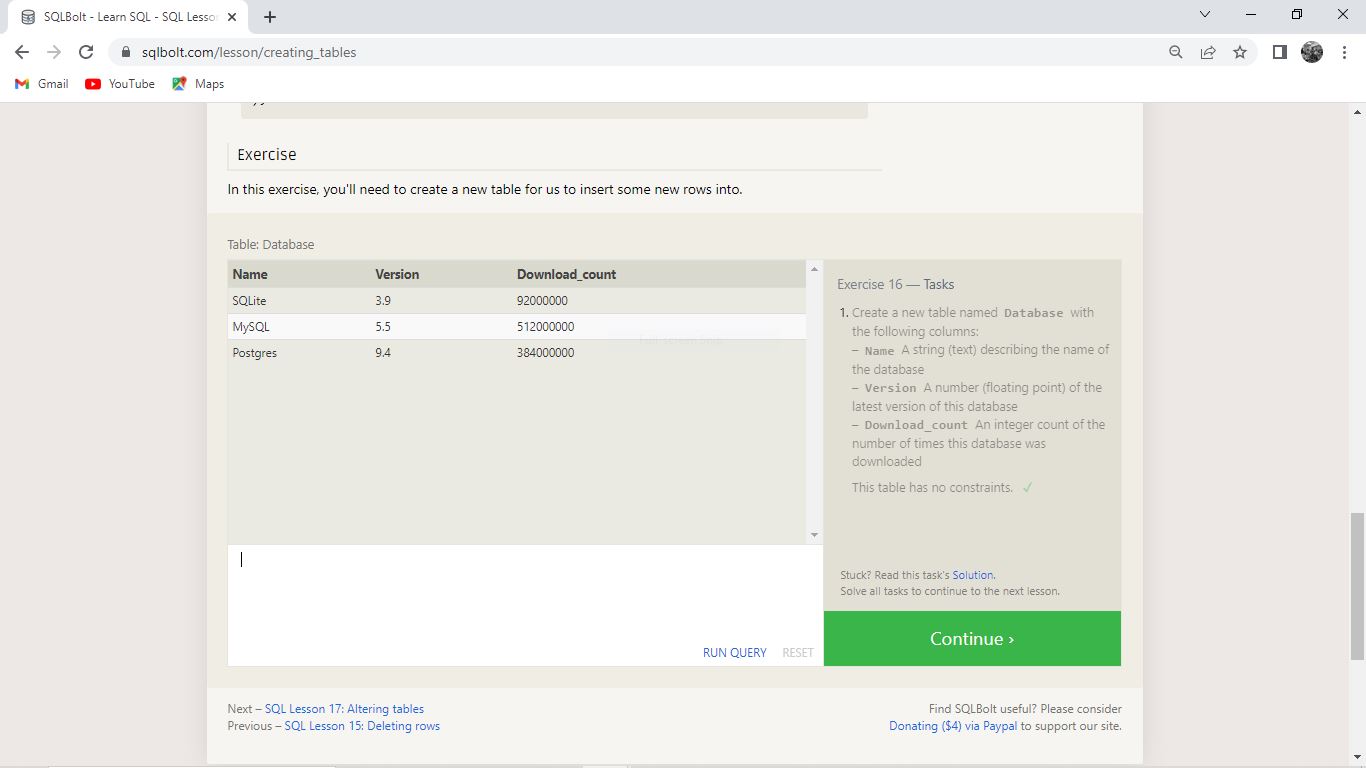 SQLBolt - Learn SQL - SQL Lesso
sqlbolt.com/lesson/creating_tables
Gmail YouTube Maps
Exercise
In this exercise, you'll need to create a new table for us to insert some new rows into.
Table: Database
Name Version Download_count
SQLite 3.9 92000000
MySQL 5.5 512000000
Postgres 9.4 384000000
Exercise 16 — Tasks
1. Create a new table named Database with
the following columns:
– Name A string (text) describing the name of
the database
– Version A number (floating point) of the
latest version of this database
– Download_count An integer count of the
number of times this database was
downloaded
This table has no constraints. ✓
Stuck? Read this task's Solution.
Solve all tasks to continue to the next lesson.
Continue ›
RUN QUERY RESET
Next – SQL Lesson 17: Altering tables
Previous – SQL Lesson 15: Deleting rows
Find SQLBolt useful? Please consider
Donating ($4) via Paypal to support our site.